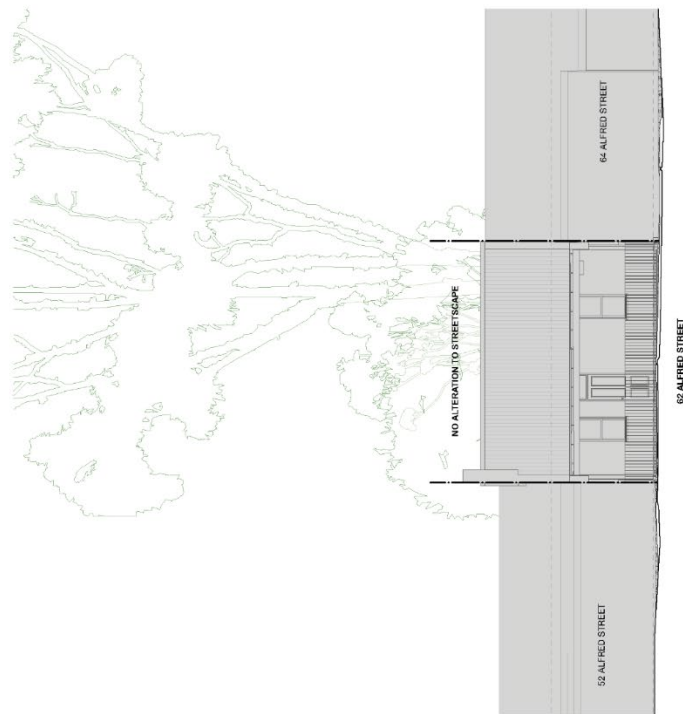 NO ALTERATION TO STREETSCAPE
52 ALFRED STREET
64 ALFRED STREET
62 ALFRED STREET